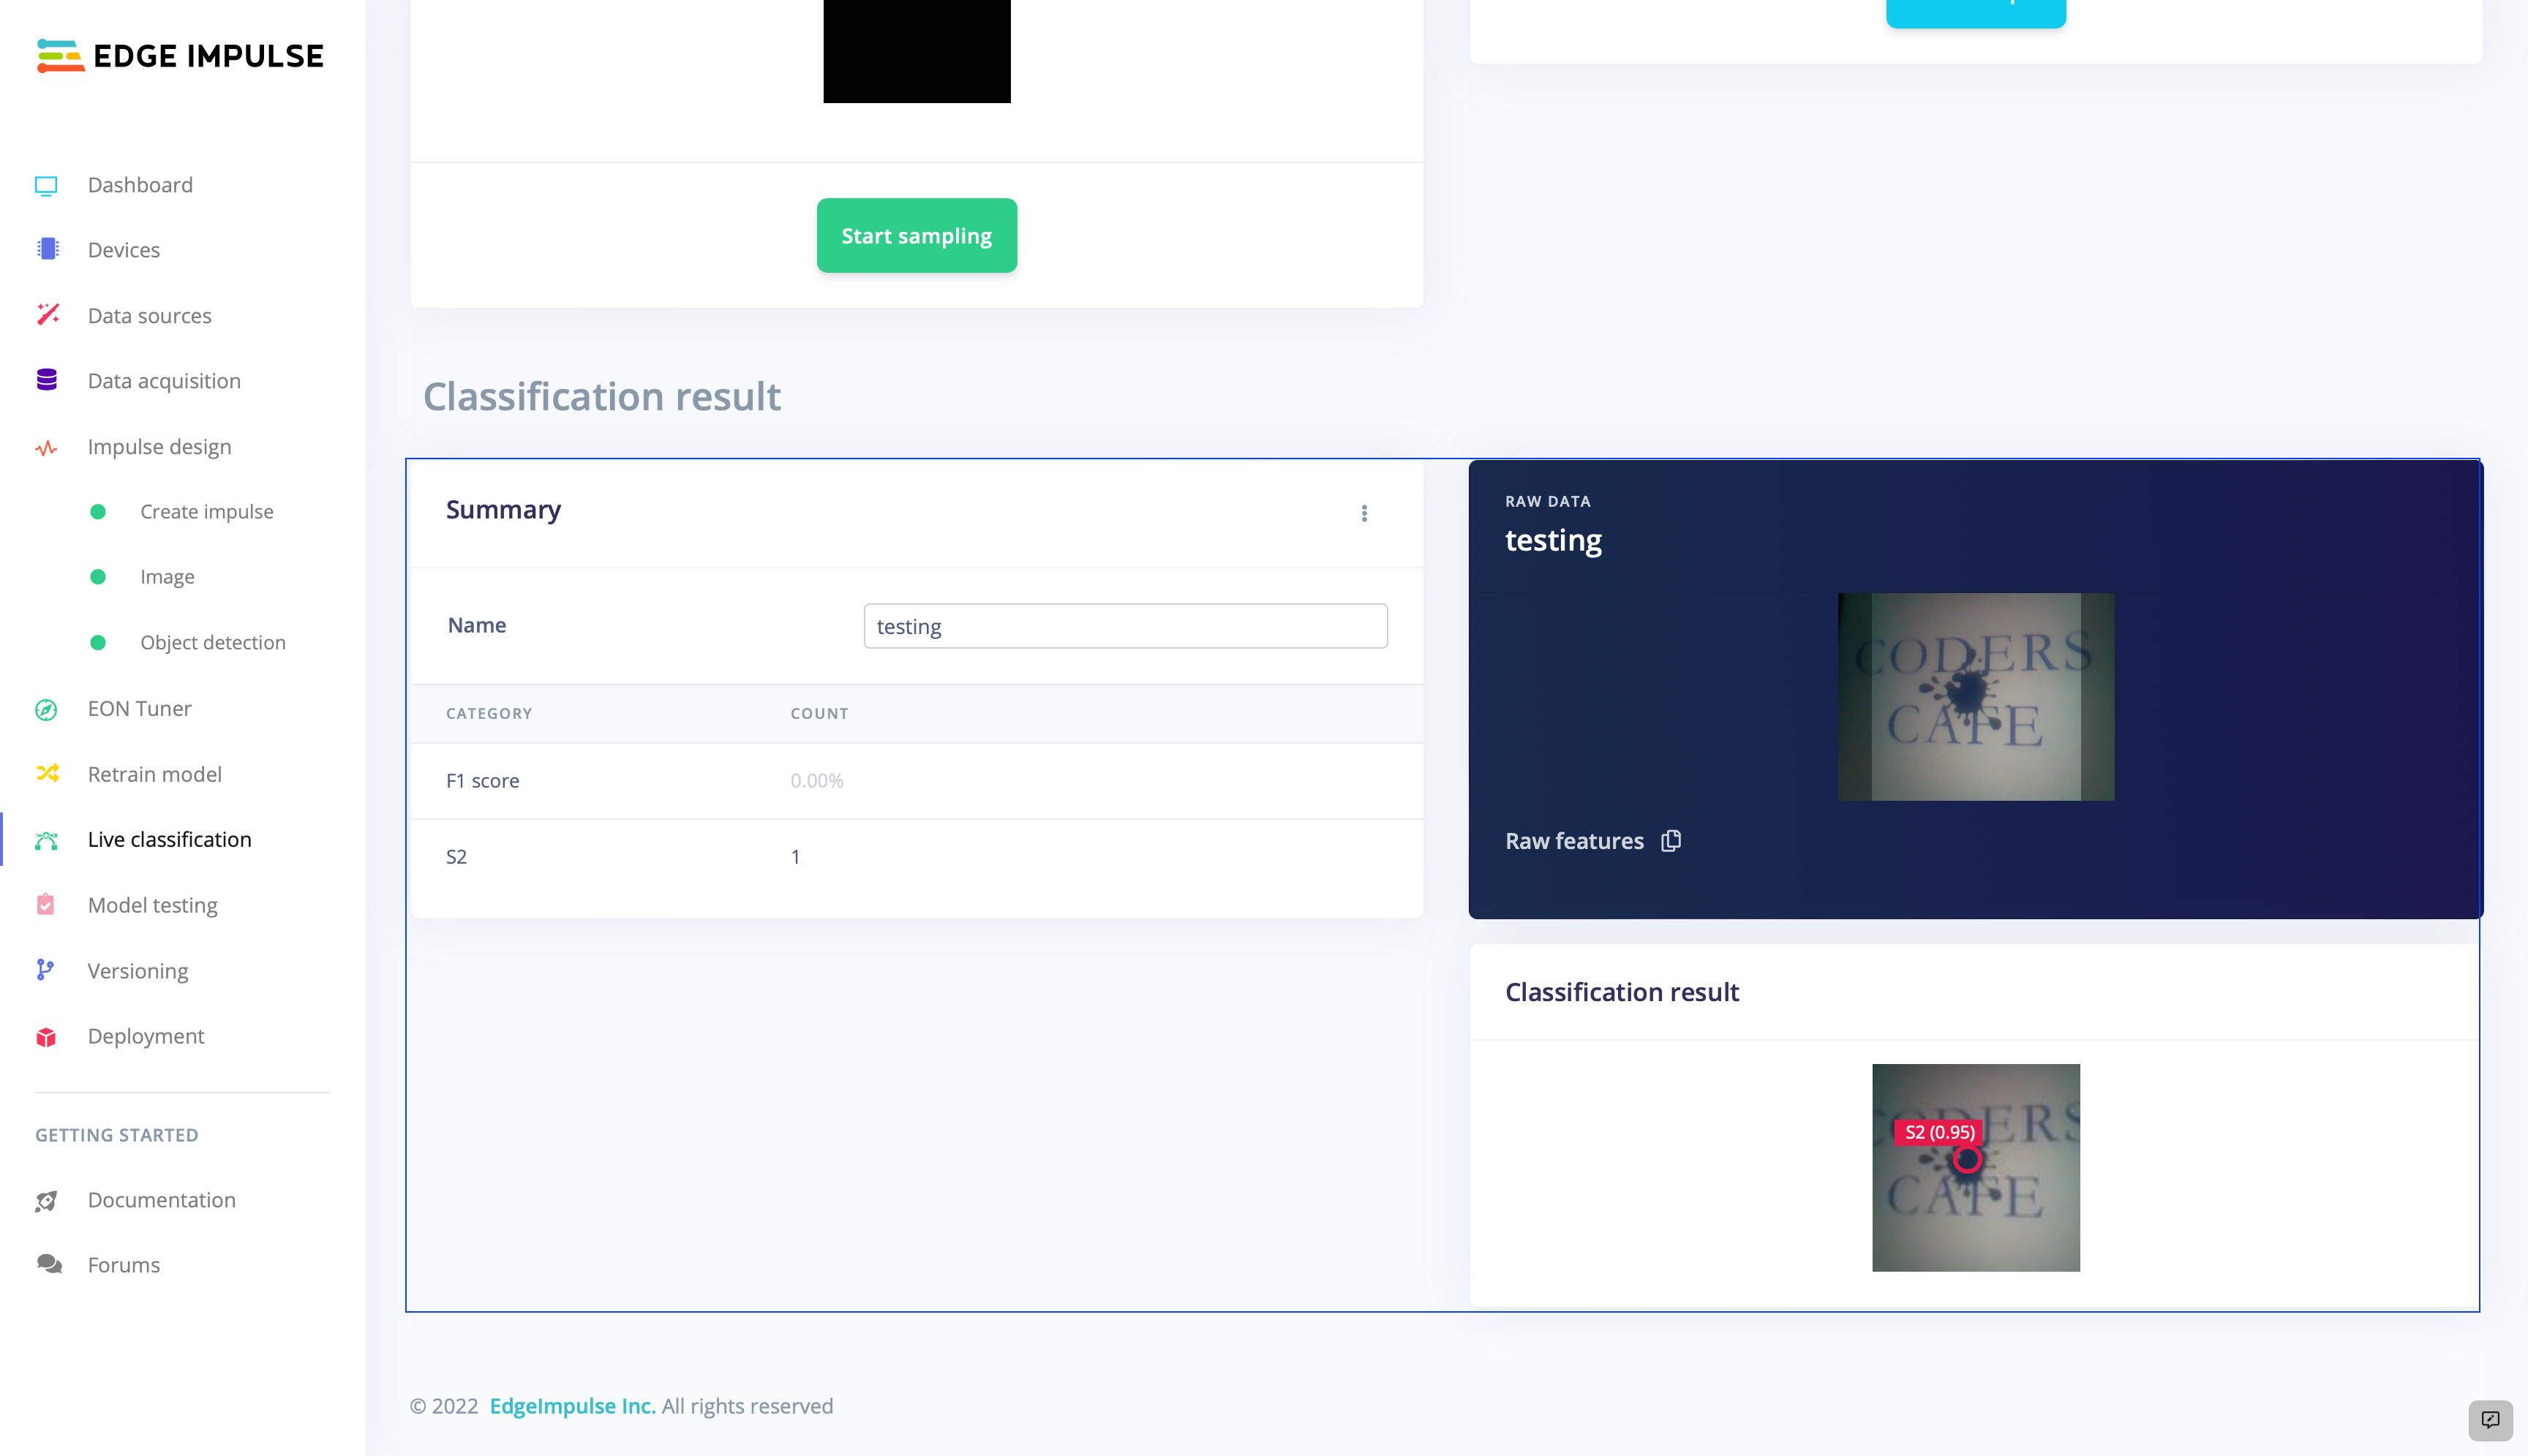 EDGE IMPULSE
Dashboard
Devices
Data sources
Data acquisition
Impulse design
Create impulse
Image
Object detection
EON Tuner
Retrain model
Live classification
Model testing
Versioning
Deployment
GETTING STARTED
Documentation
Forums
Start sampling
Classification result
Summary
Name
testing
CATEGORY COUNT
F1 score 0.00%
S2 1
RAW DATA
testing
CODERS
CAFE
Raw features
Classification result
CODERS
S2 (0.95)
CAFE
© 2022 EdgeImpulse Inc. All rights reserved